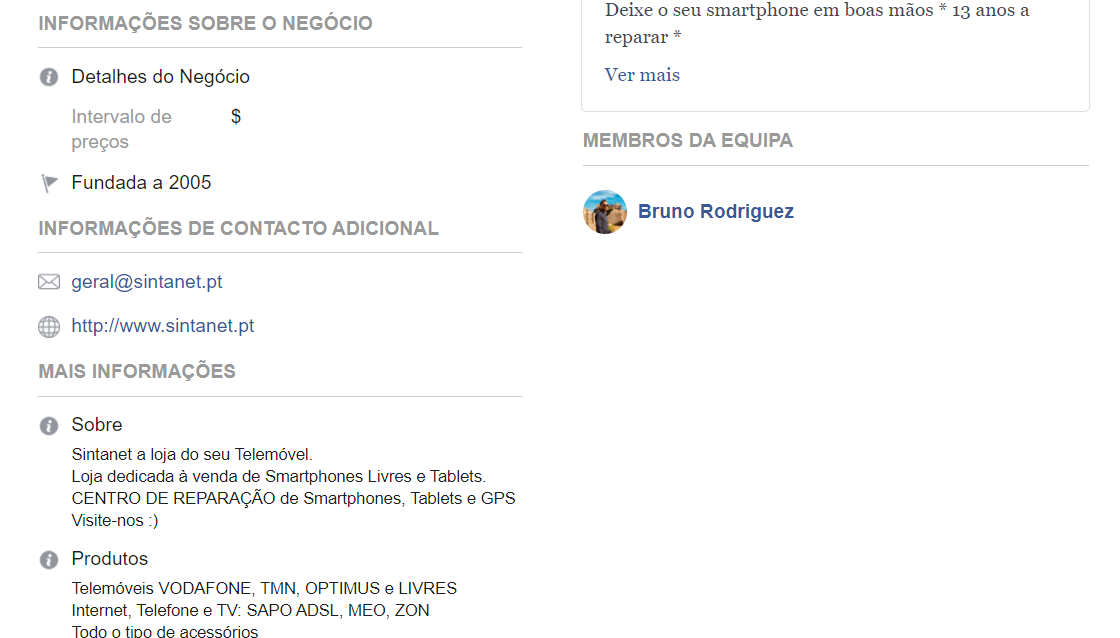 INFORMAÇÕES SOBRE O NEGÓCIO
Detalhes do Negócio
Intervalo de
preços
$
Fundada a 2005
INFORMAÇÕES DE CONTACTO ADICIONAL
geral@sintanet.pt
http://www.sintanet.pt
MAIS INFORMAÇÕES
Sobre
Sintanet a loja do seu Telemóvel.
Loja dedicada à venda de Smartphones Livres e Tablets.
CENTRO DE REPARAÇÃO de Smartphones, Tablets e GPS
Visite-nos :)
Produtos
Telemóveis VODAFONE, TMN, OPTIMUS e LIVRES
Internet, Telefone e TV: SAPO ADSL, MEO, ZON
Todo o tipo de acessórios
Deixe o seu smartphone em boas mãos * 13 anos a
reparar *
Ver mais
MEMBROS DA EQUIPA
Bruno Rodriguez